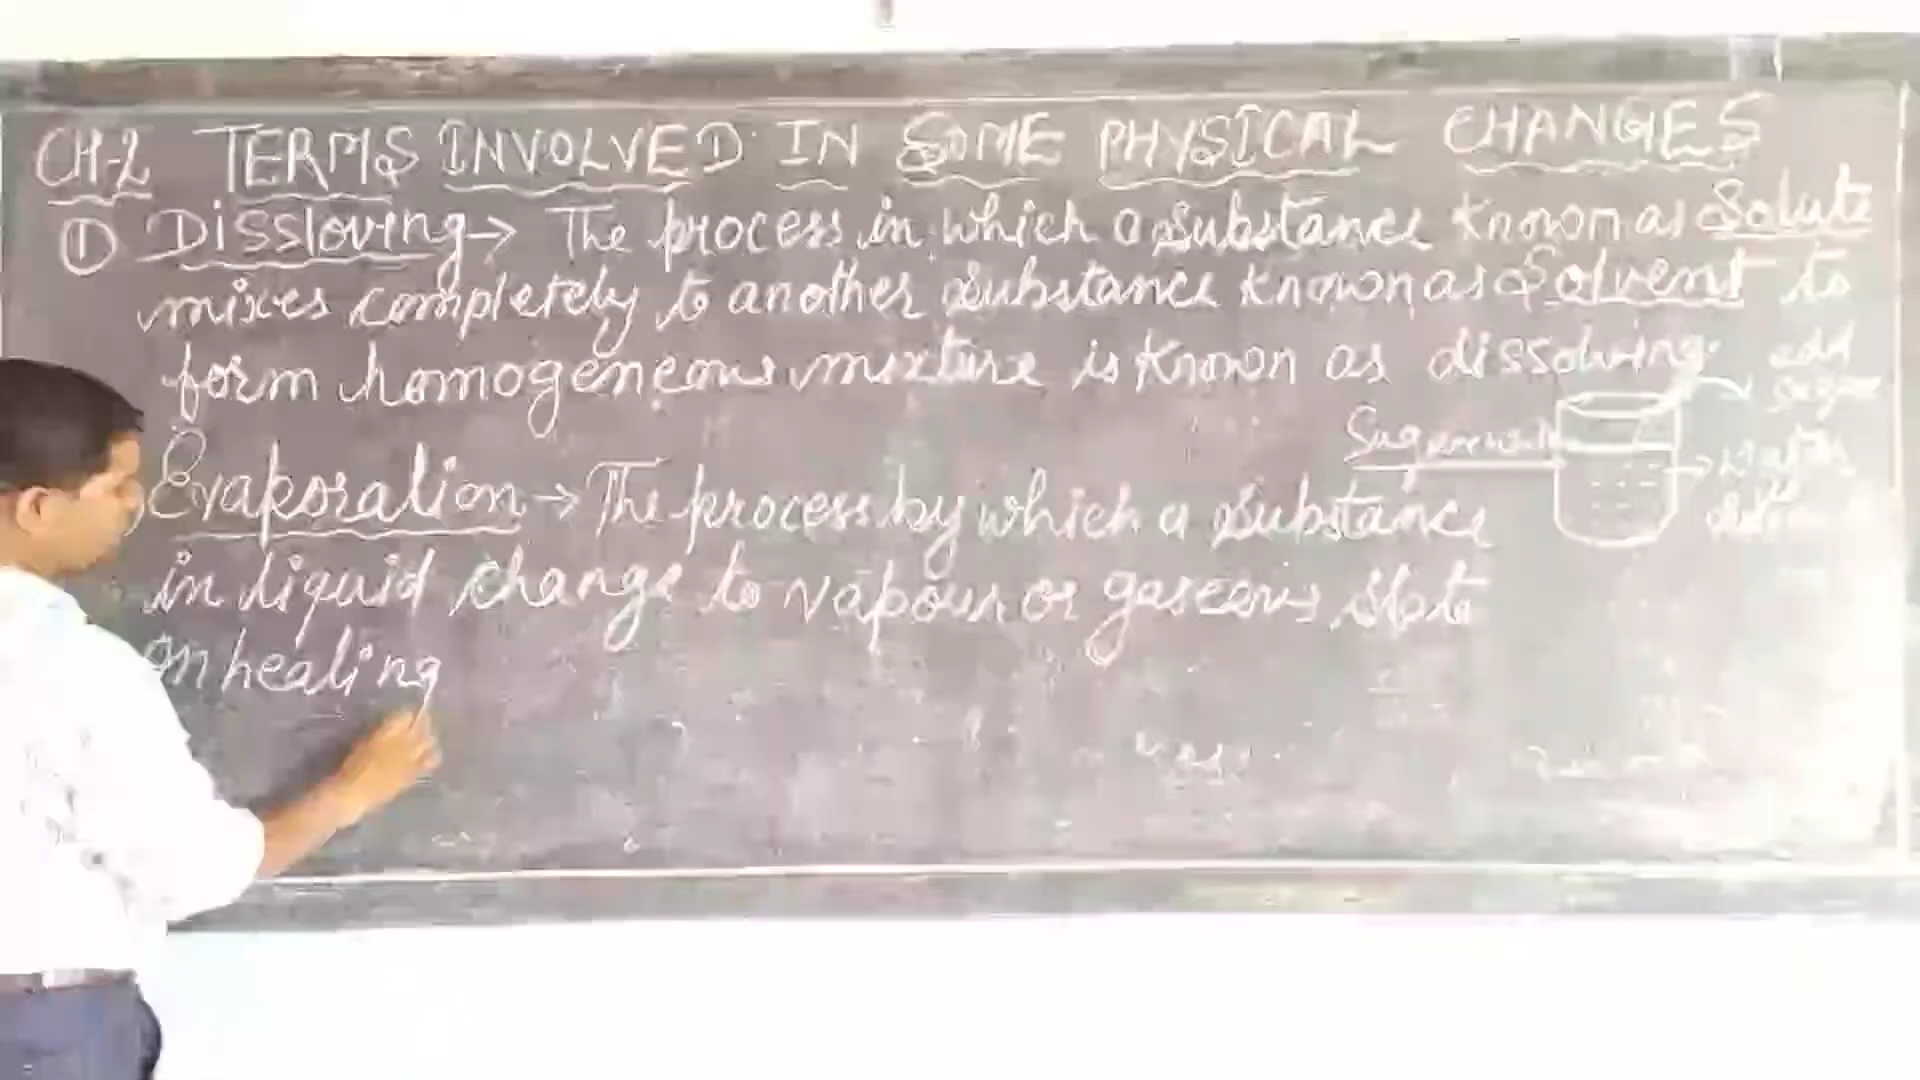 CH-2 TERMS INVOLVED IN SOME PHYSICAL CHANGES
① Dissloving → The process in which a substance known as Solute
mixes completely to another substance known as Solvent to
form homogeneous mixture is known as dissolving.
add
sugar
Water
Evaporation → The process by which a substance
in liquid change to vapour or gaseous state
on heating